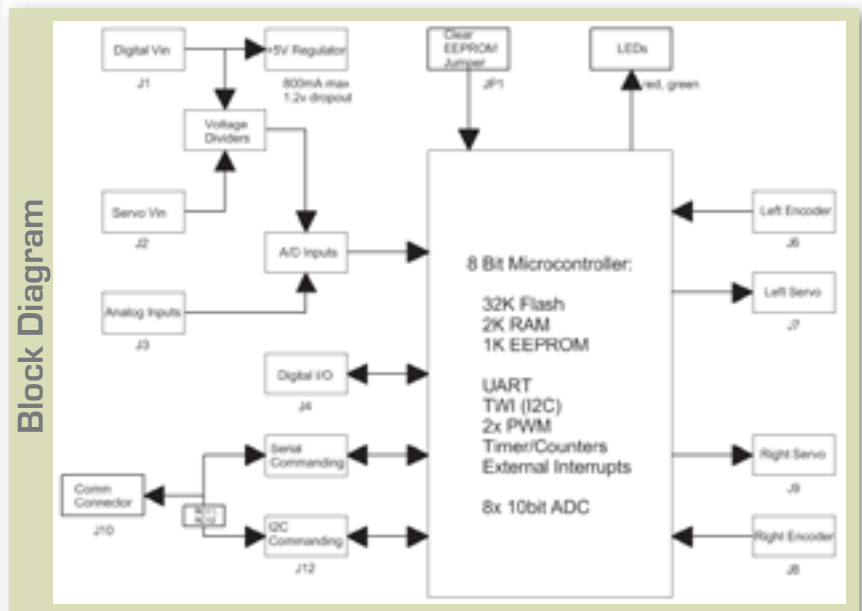 Block Diagram
Digital Vin
J1
+5V Regulator
800mA max
1.2v dropout
Clear
EEPROM
Jumper
JP1
LEDs
red, green
Voltage
Dividers
Servo Vin
J2
A/D Inputs
Analog Inputs
J3
Digital I/O
J4
Serial
Commanding
Comm
Connector
J10
I2C
Commanding
J12
8 Bit Microcontroller:
32K Flash
2K RAM
1K EEPROM
UART
TWI (I2C)
2x PWM
Timer/Counters
External Interrupts
8x 10bit ADC
Left Encoder
J6
Left Servo
J7
Right Servo
J9
Right Encoder
J8